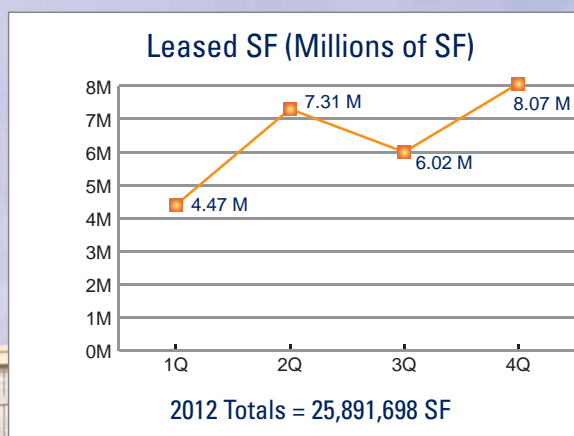 Leased SF (Millions of SF)
8M
7M
6M
5M
4M
3M
2M
1M
0M
4.47 M
7.31 M
6.02 M
8.07 M
1Q 2Q 3Q 4Q
2012 Totals = 25,891,698 SF